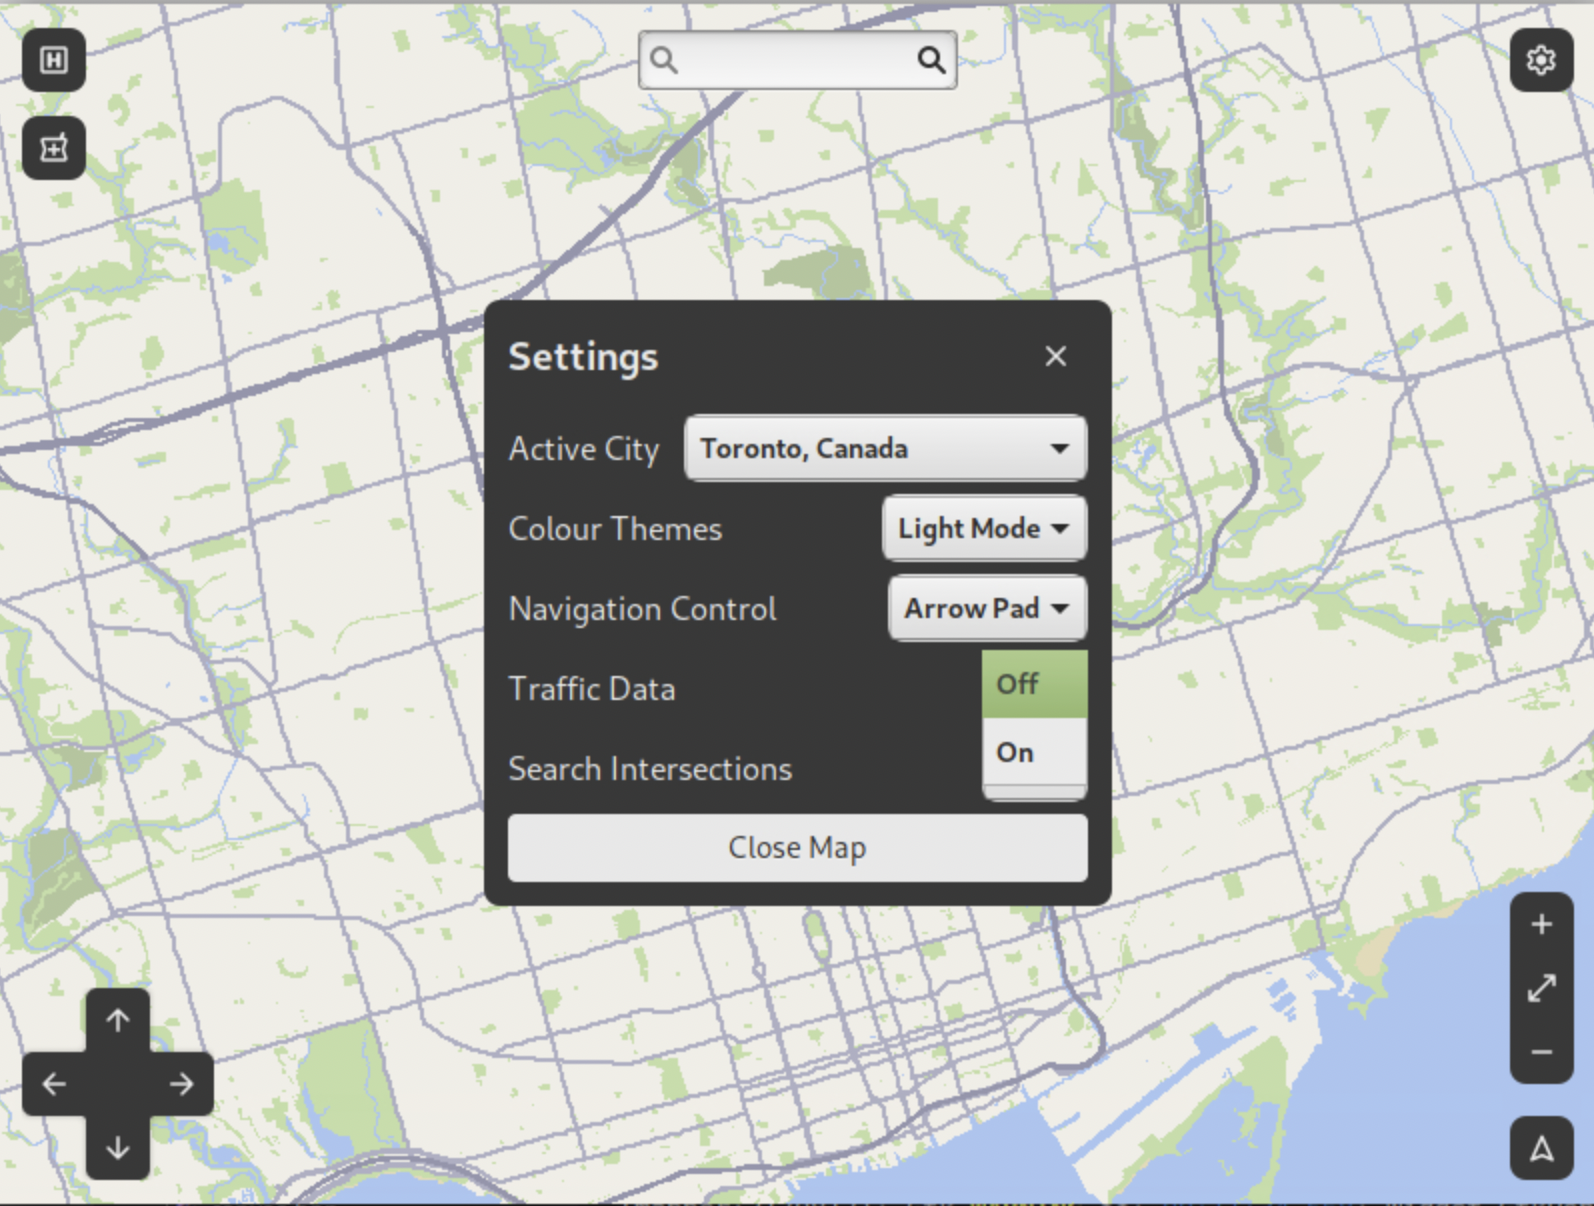 H
Settings
Active City Toronto, Canada
Colour Themes Light Mode
Navigation Control Arrow Pad
Traffic Data Off
On
Search Intersections
Close Map